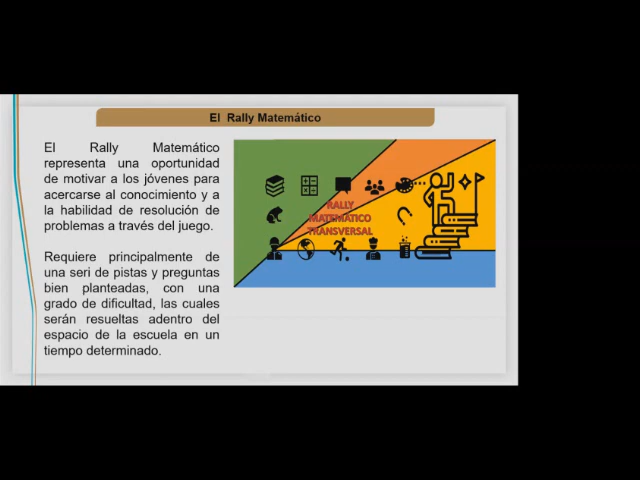 El Rally Matemático
El Rally Matemático
representa una oportunidad
de motivar a los jóvenes para
acercarse al conocimiento y a
la habilidad de resolución de
problemas a través del juego.
Requiere principalmente de
una seri de pistas y preguntas
bien planteadas, con una
grado de dificultad, las cuales
serán resueltas adentro del
espacio de la escuela en un
tiempo determinado.
RALLY
MATEMÁTICO
TRANSVERSAL